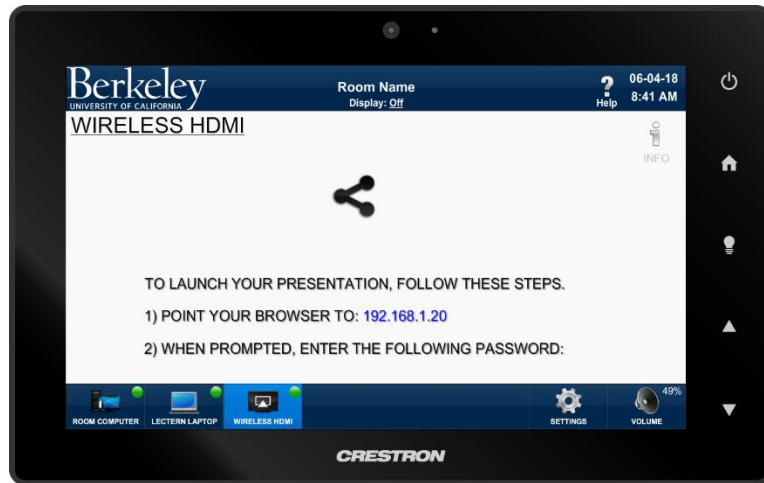 Berkeley
UNIVERSITY OF CALIFORNIA
Room Name
Display: Off
Help
06-04-18
8:41 AM
WIRELESS HDMI
INFO
TO LAUNCH YOUR PRESENTATION, FOLLOW THESE STEPS.
1) POINT YOUR BROWSER TO: 192.168.1.20
2) WHEN PROMPTED, ENTER THE FOLLOWING PASSWORD:
ROOM COMPUTER
LECTERN LAPTOP
WIRELESS HDMI
SETTINGS
49%
VOLUME
CRESTRON